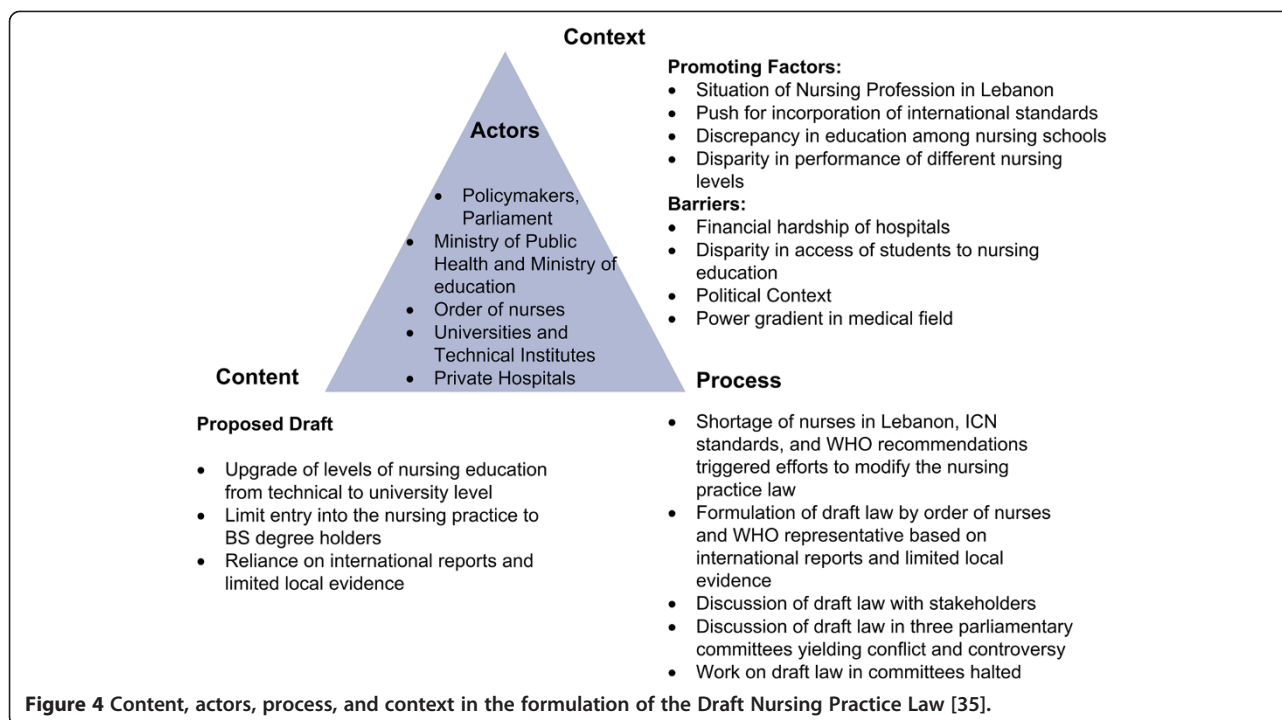 Context
Actors
• Policymakers,
Parliament
• Ministry of Public
Health and Ministry of
education
• Order of nurses
• Universities and
Technical Institutes
• Private Hospitals
Promoting Factors:
• Situation of Nursing Profession in Lebanon
• Push for incorporation of international standards
• Discrepancy in education among nursing schools
• Disparity in performance of different nursing
levels
Barriers:
• Financial hardship of hospitals
• Disparity in access of students to nursing
education
• Political Context
• Power gradient in medical field
Content
Proposed Draft
• Upgrade of levels of nursing education
from technical to university level
• Limit entry into the nursing practice to
BS degree holders
• Reliance on international reports and
limited local evidence
Process
• Shortage of nurses in Lebanon, ICN
standards, and WHO recommendations
triggered efforts to modify the nursing
practice law
• Formulation of draft law by order of nurses
and WHO representative based on
international reports and limited local
evidence
• Discussion of draft law with stakeholders
• Discussion of draft law in three parliamentary
committees yielding conflict and controversy
• Work on draft law in committees halted
Figure 4 Content, actors, process, and context in the formulation of the Draft Nursing Practice Law [35].